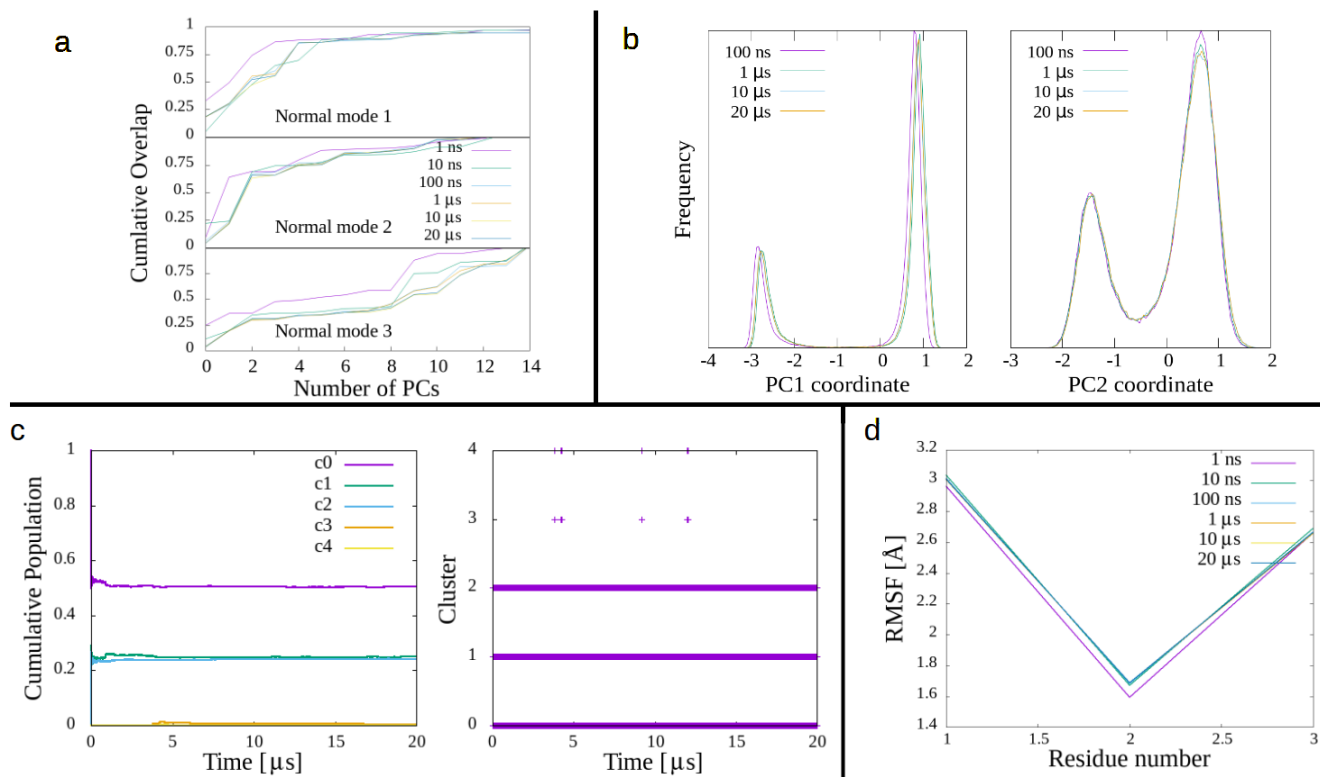 a
Cumlative Overlap
1
0.75
0.5
0.25
0
Normal mode 1
0.75
0.5
0.25
0
Normal mode 2
1 ns
10 ns
100 ns
1 µs
10 µs
20 µs
0.75
0.5
0.25
0
Normal mode 3
0 2 4 6 8 10 12 14
Number of PCs
b
Frequency
100 ns
1 µs
10 µs
20 µs
-4 -3 -2 -1 0 1 2
PC1 coordinate
100 ns
1 µs
10 µs
20 µs
-3 -2 -1 0 1 2
PC2 coordinate
c
Cumulative Population
1
0.8
0.6
0.4
0.2
0
c0
c1
c2
c3
c4
0 5 10 15 20
Time [µs]
Cluster
4
3
2
1
0
0 5 10 15 20
Time [µs]
d
RMSF [Å]
3.2
3
2.8
2.6
2.4
2.2
2
1.8
1.6
1.4
1 ns
10 ns
100 ns
1 µs
10 µs
20 µs
1 1.5 2 2.5 3
Residue number